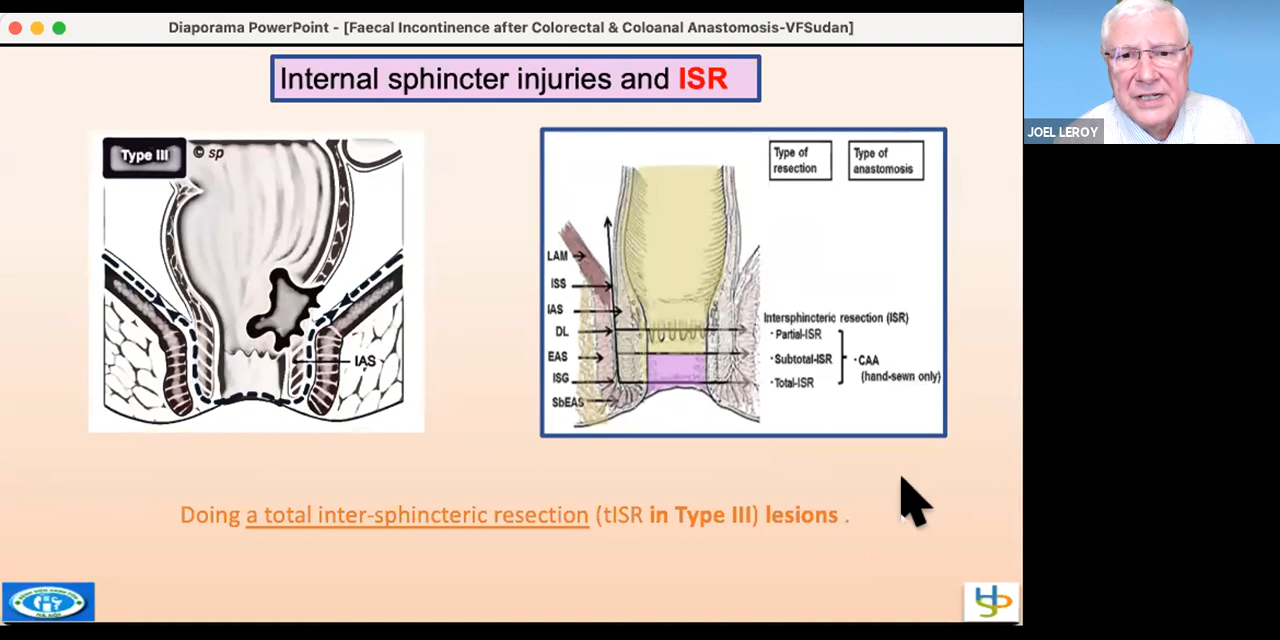 Diaporama PowerPoint - [Faecal Incontinence after Colorectal & Coloanal Anastomosis-VFSudan]
JOEL LEROY
Internal sphincter injuries and ISR
Type III
© sp
IAS
Type of
resection
Type of
anastomosis
LAM
ISS
IAS
DL
EAS
ISG
SbEAS
Intersphincteric resection (ISR)
· Partial-ISR
· Subtotal-ISR
· Total-ISR
· CAA
(hand-sewn only)
Doing a total inter-sphincteric resection (tISR in Type III) lesions .